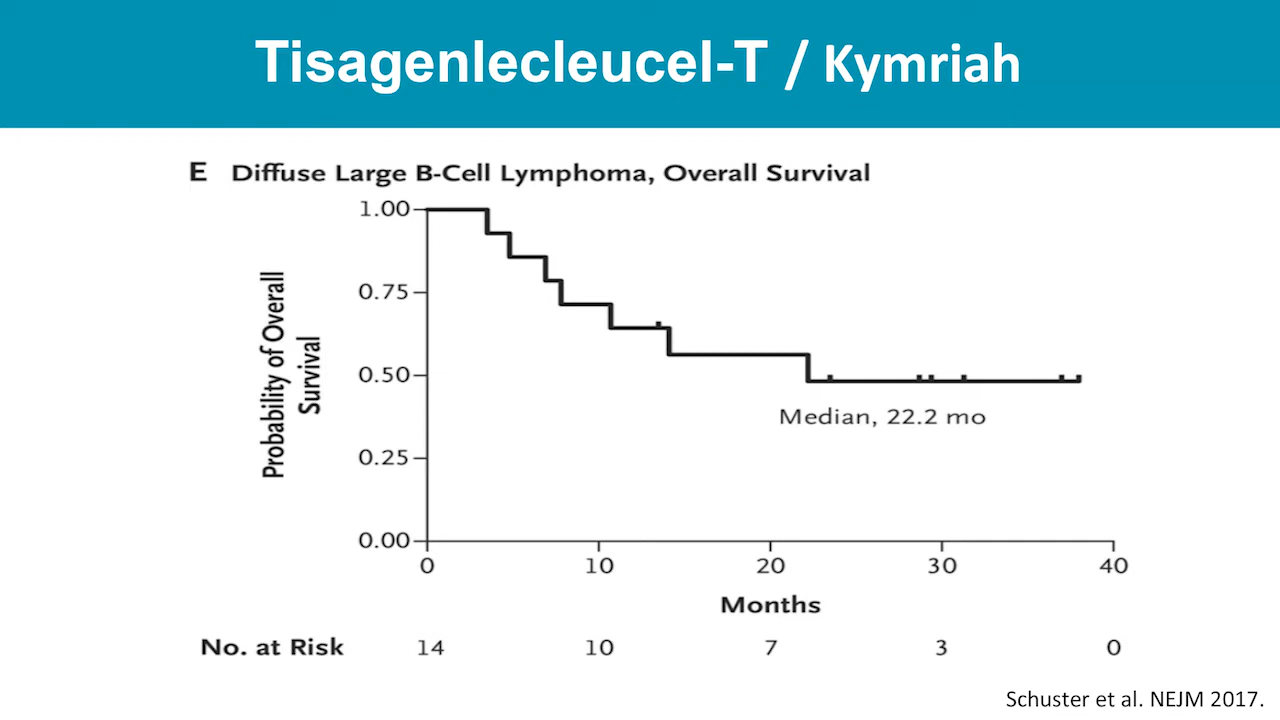 Tisagenlecleucel-T / Kymriah
E Diffuse Large B-Cell Lymphoma, Overall Survival
Probability of Overall
Survival
1.00
0.75
0.50
0.25
0.00
Median, 22.2 mo
0 10 20 30 40
Months
No. at Risk 14 10 7 3 0
Schuster et al. NEJM 2017.